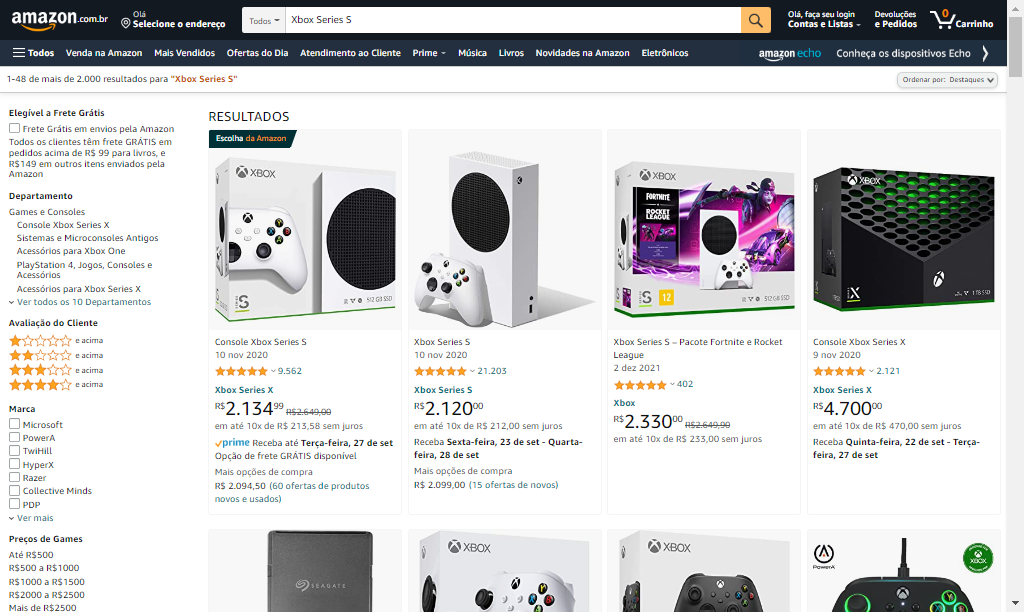 amazon.com.br
Olá
Selecione o endereço
Todos
Xbox Series S
Olá, faça seu login
Contas e Listas
Devoluções
e Pedidos
0
Carrinho
Todos
Venda na Amazon
Mais Vendidos
Ofertas do Dia
Atendimento ao Cliente
Prime
Música
Livros
Novidades na Amazon
Eletrônicos
amazon echo
Conheça os dispositivos Echo
1-48 de mais de 2.000 resultados para "Xbox Series S"
Ordenar por: Destaques
Elegível a Frete Grátis
Frete Grátis em envios pela Amazon
Todos os clientes têm frete GRÁTIS em
pedidos acima de R$ 99 para livros, e
R$149 em outros itens enviados pela
Amazon
Departamento
Games e Consoles
Console Xbox Series X
Sistemas e Microconsoles Antigos
Acessórios para Xbox One
PlayStation 4, Jogos, Consoles e
Acessórios
Acessórios para Xbox Series X
Ver todos os 10 Departamentos
Avaliação do Cliente
e acima
e acima
e acima
e acima
Marca
Microsoft
PowerA
TwiHill
HyperX
Razer
Collective Minds
PDP
Ver mais
Preços de Games
Até R$500
R$500 a R$1000
R$1000 a R$1500
R$2000 a R$2500
Mais de R$2500
RESULTADOS
Escolha da Amazon
XBOX
SERIES S
512 GB SSD
Console Xbox Series S
10 nov 2020
9.562
Xbox Series X
R$2.13499 R$2.649,00
em até 10x de R$ 213,58 sem juros
prime Receba até Terça-feira, 27 de set
Opção de frete GRÁTIS disponível
Mais opções de compra
R$ 2.094,50 (60 ofertas de produtos
novos e usados)
Xbox Series S
10 nov 2020
21.203
Xbox Series S
R$2.12000
em até 10x de R$ 212,00 sem juros
Receba Sexta-feira, 23 de set - Quarta-
feira, 28 de set
Mais opções de compra
R$ 2.099,00 (15 ofertas de novos)
XBOX
FORTNITE
ROCKET
LEAGUE
SERIES S
12
512 GB SSD
Xbox Series S – Pacote Fortnite e Rocket
League
2 dez 2021
402
Xbox
R$2.33000 R$2.649,90
em até 10x de R$ 233,00 sem juros
XBOX
SERIES X
1TB SSD
Console Xbox Series X
9 nov 2020
2.121
Xbox Series X
R$4.70000
em até 10x de R$ 470,00 sem juros
Receba Quinta-feira, 22 de set - Terça-
feira, 27 de set
SEAGATE
XBOX
XBOX
POWERA
XBOX